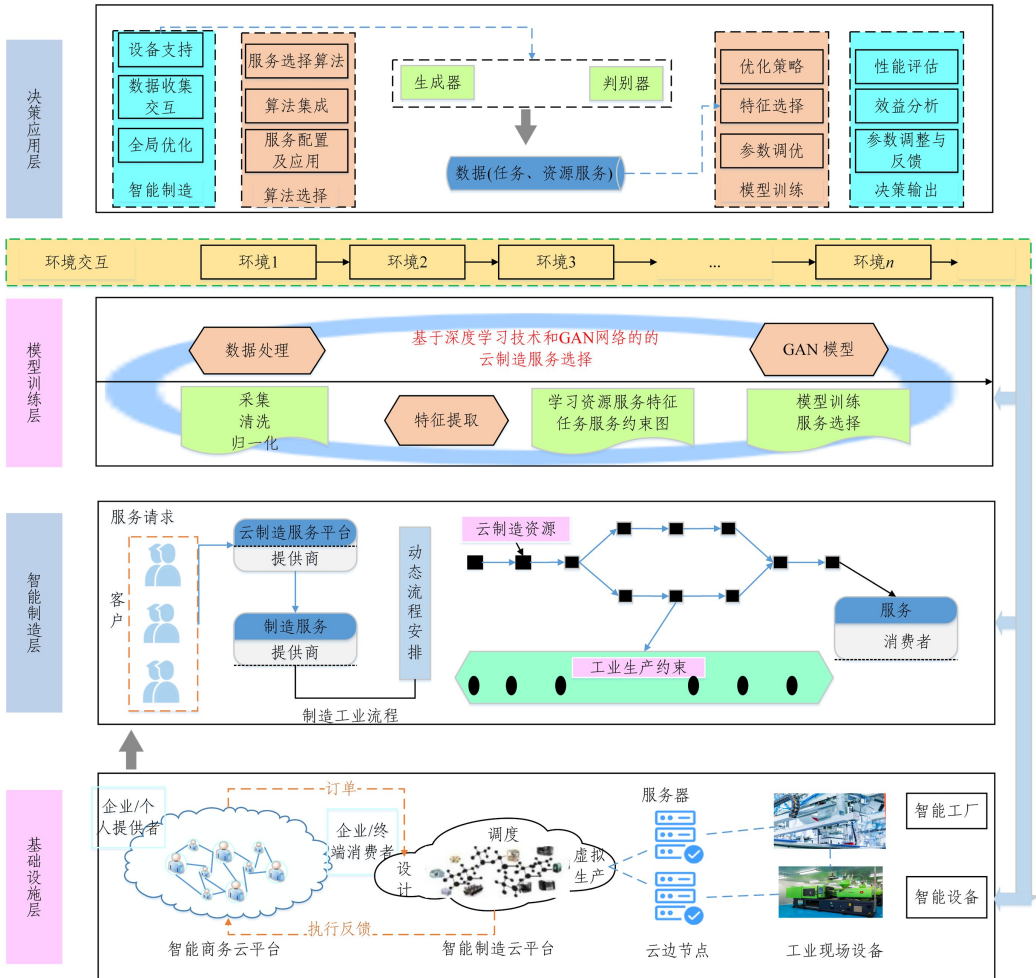 决策应用层
设备支持
数据收集
交互
全局优化
智能制造
服务选择算法
算法集成
服务配置
及应用
算法选择
生成器
判别器
数据(任务、资源服务)
优化策略
特征选择
参数调优
模型训练
性能评估
效益分析
参数调整与
反馈
决策输出
环境交互
环境1
环境2
环境3
...
环境n
模型训练层
数据处理
基于深度学习技术和GAN网络的的
云制造服务选择
GAN 模型
采集
清洗
归一化
特征提取
学习资源服务特征
任务服务约束图
模型训练
服务选择
智能制造层
服务请求
客户
云制造服务平台
提供商
制造服务
提供商
动态流程安排
制造工业流程
云制造资源
工业生产约束
服务
消费者
基础设施层
企业/个
人提供者
订单
企业/终
端消费者
设计
调度
虚拟
生产
执行反馈
智能商务云平台
智能制造云平台
服务器
云边节点
工业现场设备
智能工厂
智能设备